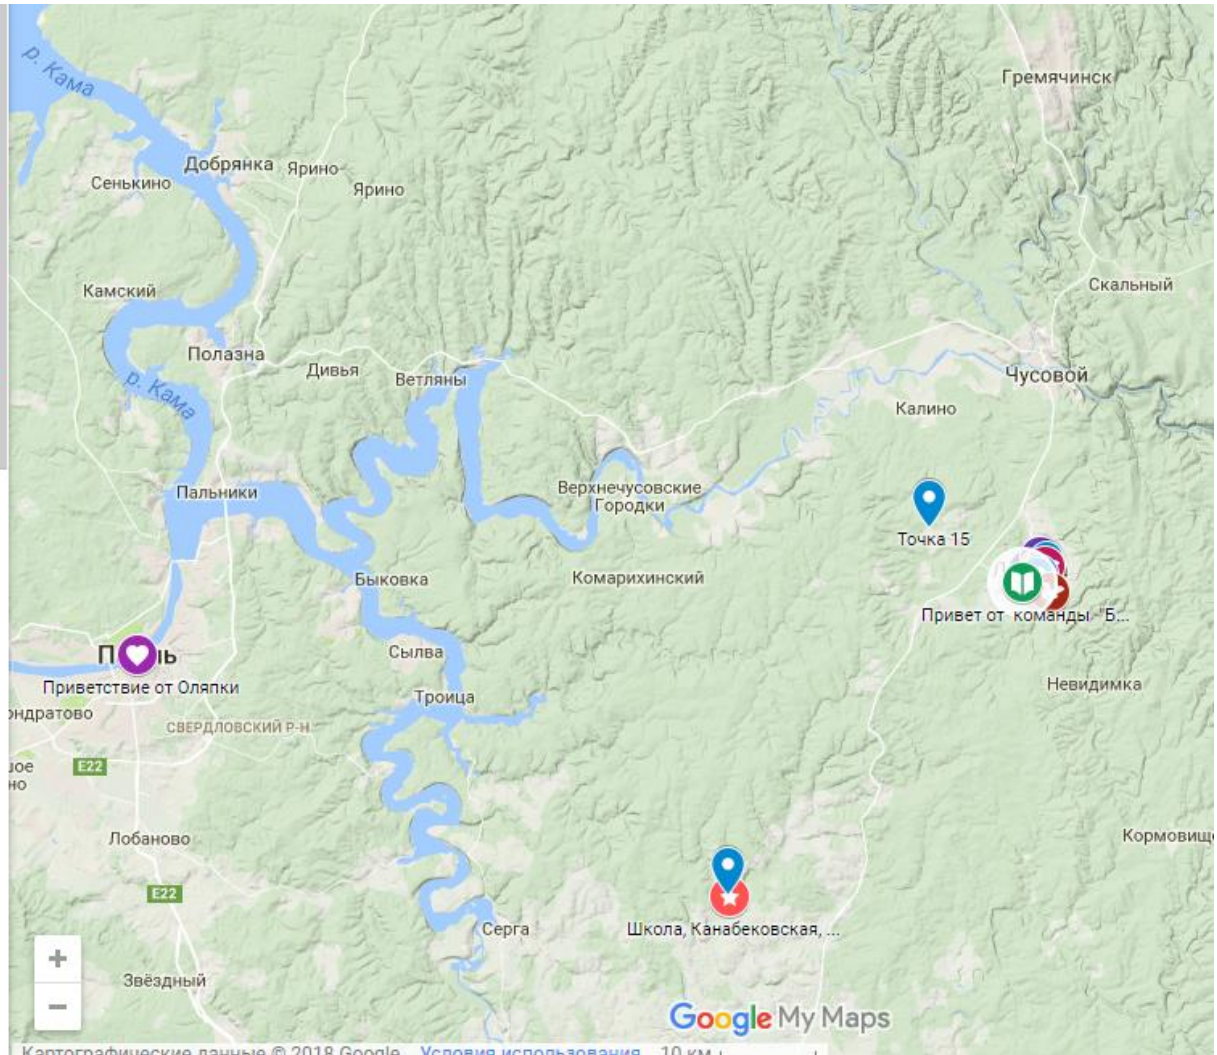 р. Кама
Гремячинск
Добрянка
Ярино
Сенькино
Ярино
Камский
Скальный
Полазна
Дивья
Ветляны
Чусовой
р. Кама
Калино
Пальники
Верхнечусовские
Городки
Точка 15
Быковка
Комарихинский
Привет от команды "Б...
Сылва
П ь
Приветствие от Оляпки
Троица
Невидимка
ондратово
СВЕРДЛОВСКИЙ Р-Н
E22
но
Лобаново
Кормовищ
E22
Школа, Канабековская, ...
Серга
+
Звёздный
−
Google My Maps
Картографические данные © 2018 Google
Условия использования
10 км